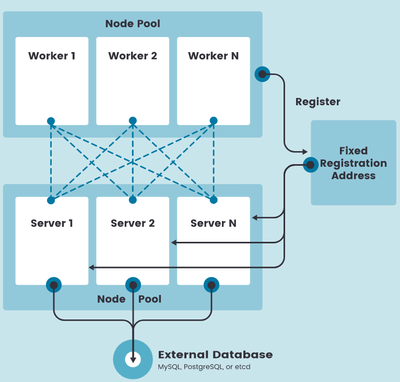 Node Pool
Worker 1
Worker 2
Worker N
Register
Fixed
Registration
Address
Server 1
Server 2
Server N
Node Pool
External Database
MySQL, PostgreSQL, or etcd